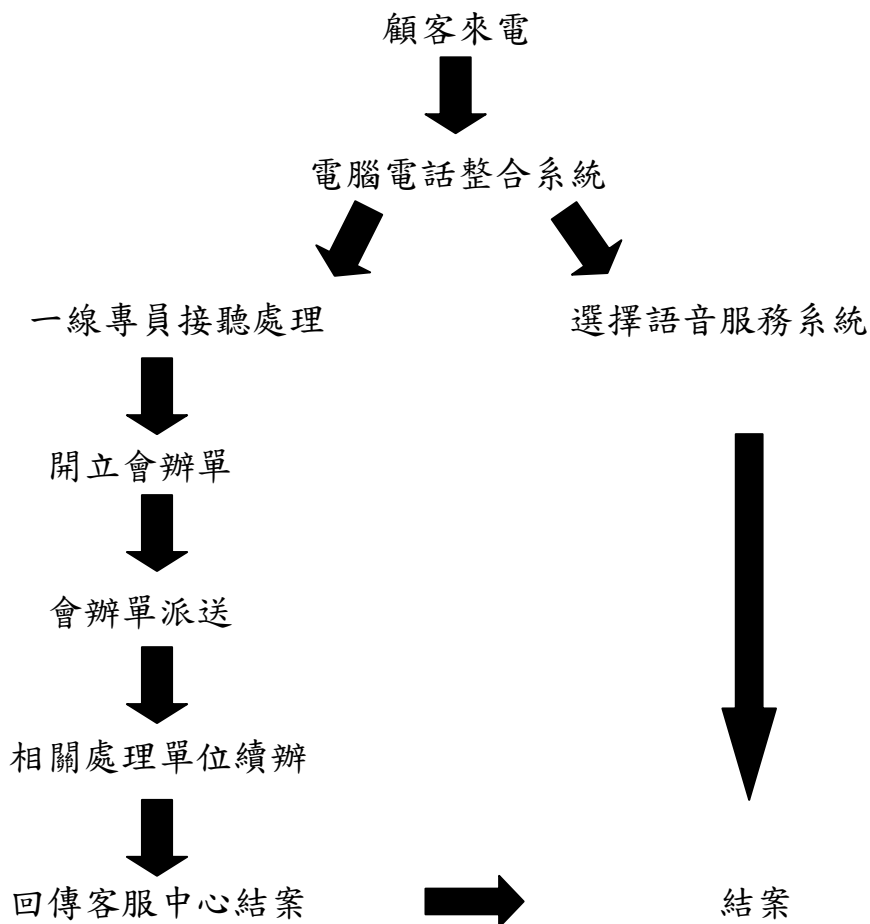 顧客來電
電腦電話整合系統
一線專員接聽處理
選擇語音服務系統
開立會辦單
會辦單派送
相關處理單位續辦
回傳客服中心結案
結案